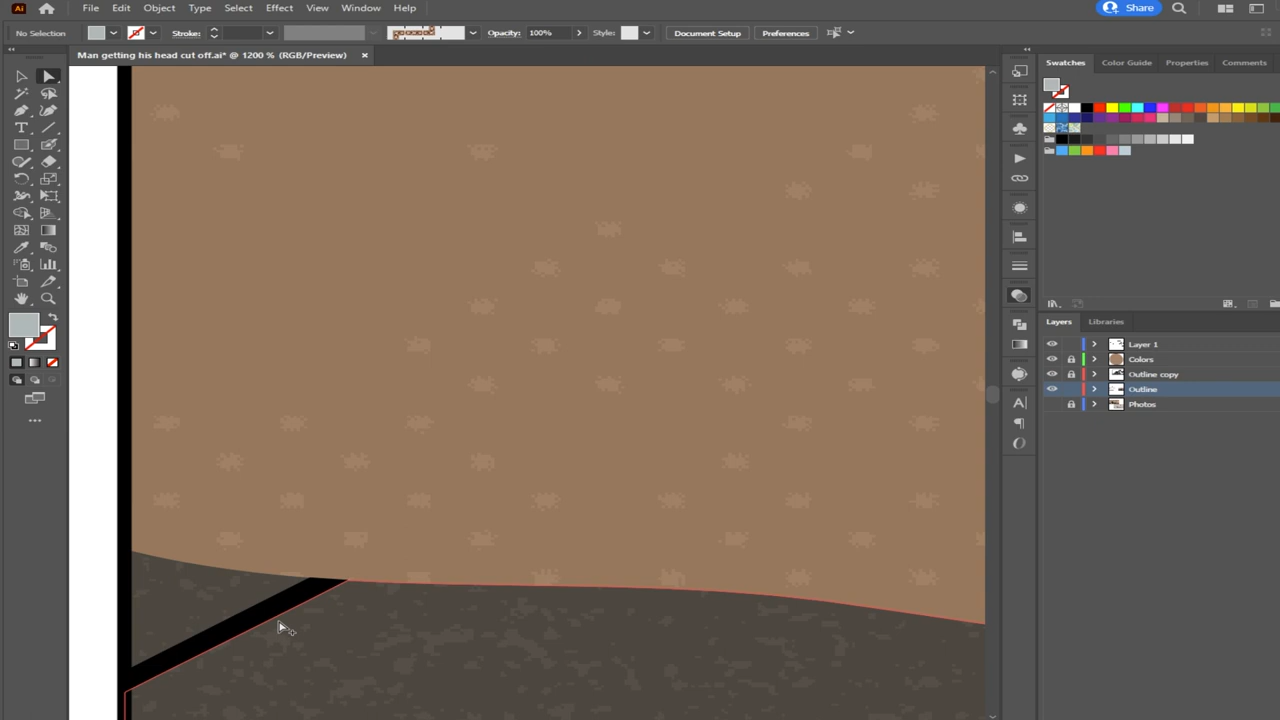 Ai File Edit Object Type Select Effect View Window Help Share
No Selection Stroke: Opacity: 100% Style: Document Setup Preferences
Man getting his head cut off.ai* @ 1200 % (RGB/Preview) ×
Swatches Color Guide Properties Comments
Layers Libraries
Layer 1
Colors
Outline copy
Outline
Photos